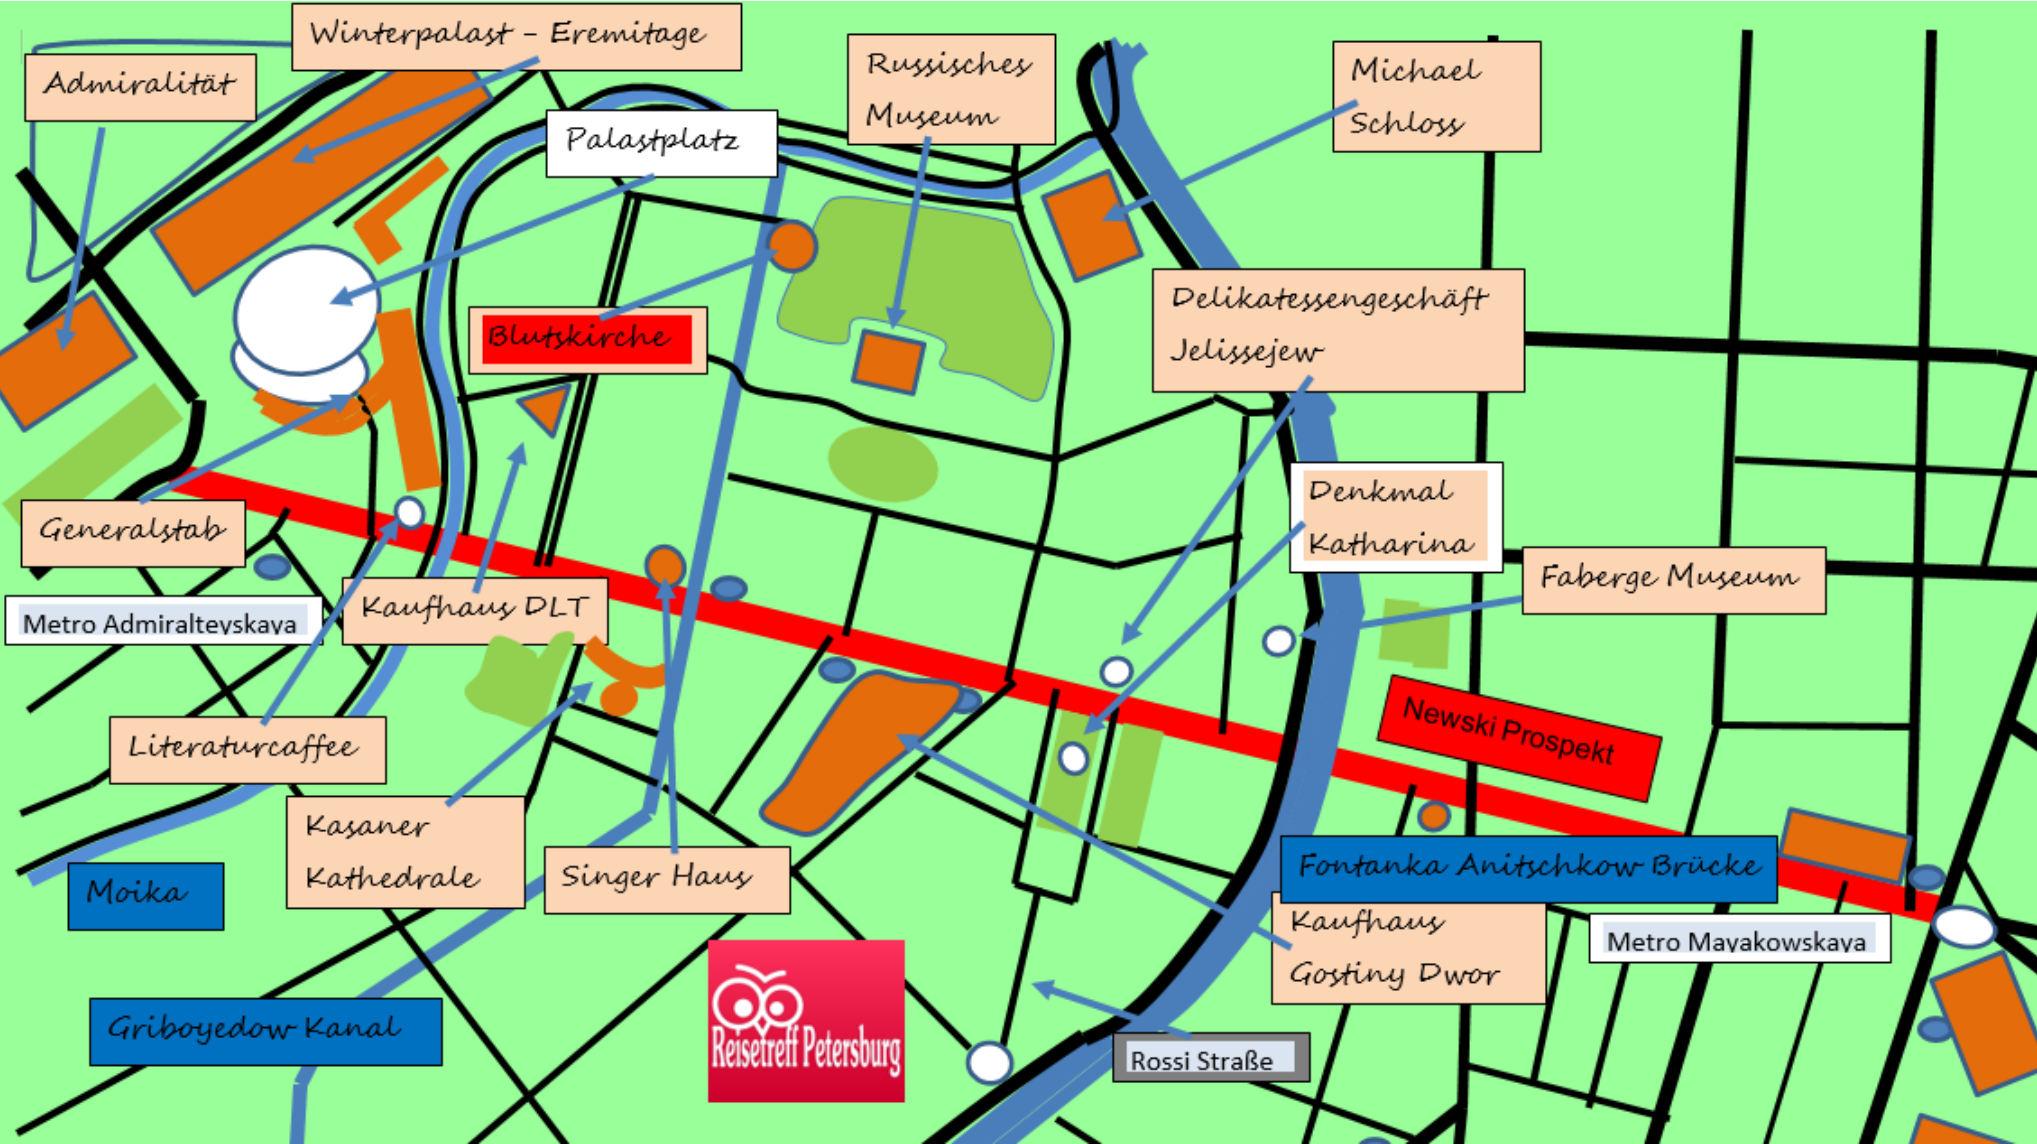 Winterpalast - Eremitage
Admiralität
Russisches
Museum
Michael
Schloss
Palastplatz
Blutskirche
Delikatessengeschäft
Jelissejew
Denkmal
Katharina
Generalstab
Faberge Museum
Metro Admiralteyskaya
Kaufhaus DLT
Newski Prospekt
Literaturcaffee
Kasaner
Kathedrale
Singer Haus
Fontanka Anitschkow Brücke
Moika
Kaufhaus
Gostiny Dwor
Metro Mayakowskaya
Griboyedow Kanal
Reisetreff Petersburg
Rossi Straße